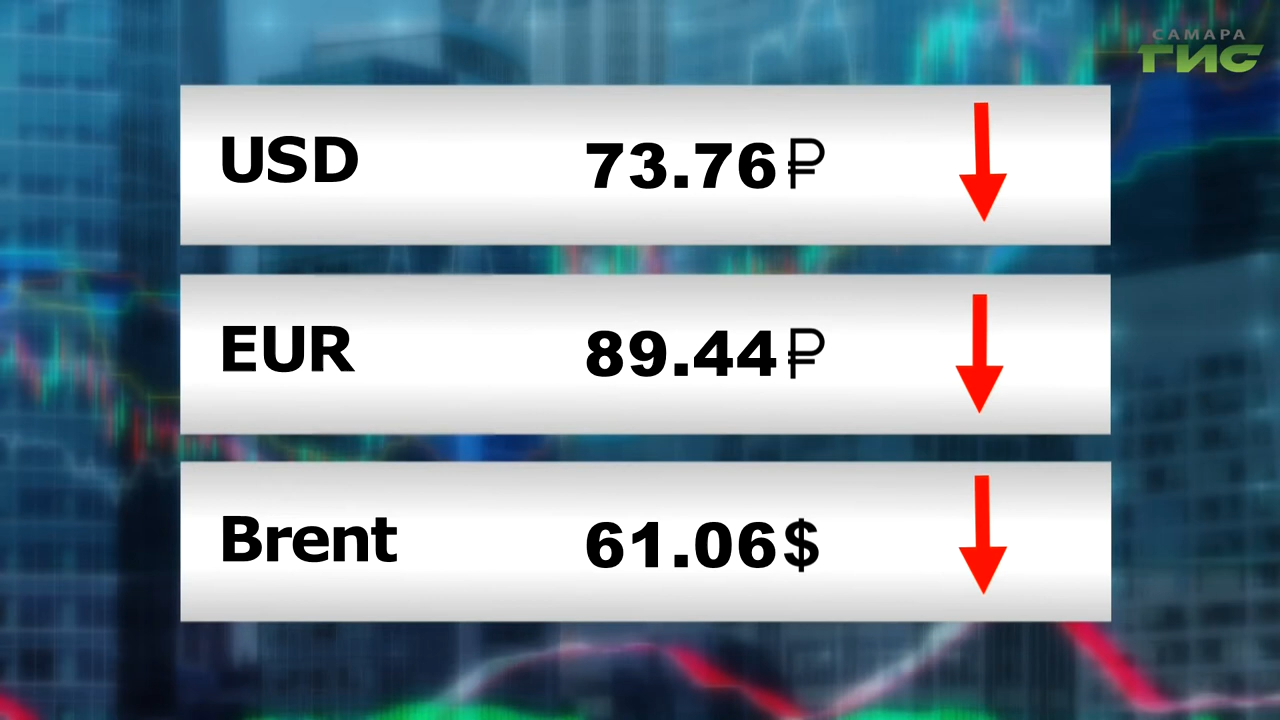 САМАРА
ГИС
USD 73.76 ₽
EUR 89.44 ₽
Brent 61.06 $